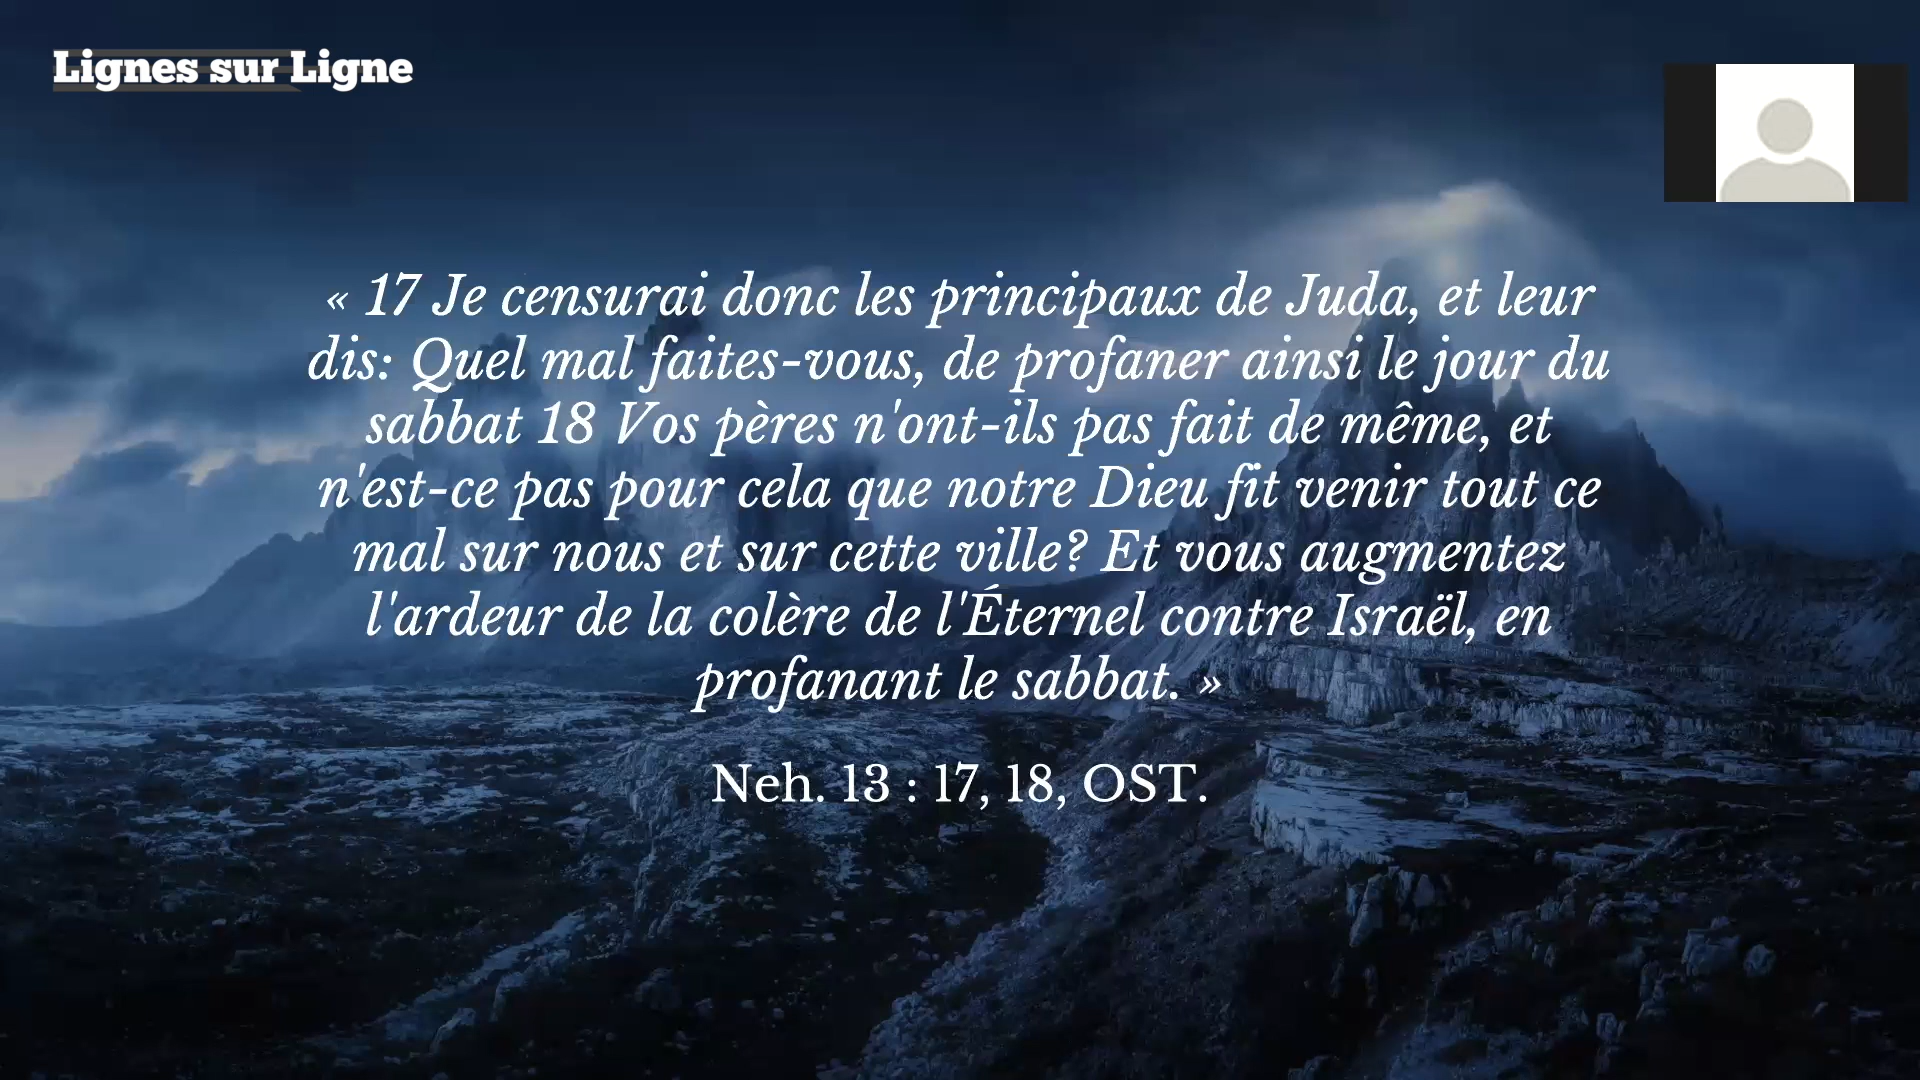 Lignes sur Ligne
« 17 Je censurai donc les principaux de Juda, et leur
dis: Quel mal faites-vous, de profaner ainsi le jour du
sabbat 18 Vos pères n'ont-ils pas fait de même, et
n'est-ce pas pour cela que notre Dieu fit venir tout ce
mal sur nous et sur cette ville? Et vous augmentez
l'ardeur de la colère de l'Éternel contre Israël, en
profanant le sabbat. »
Neh. 13 : 17, 18, OST.